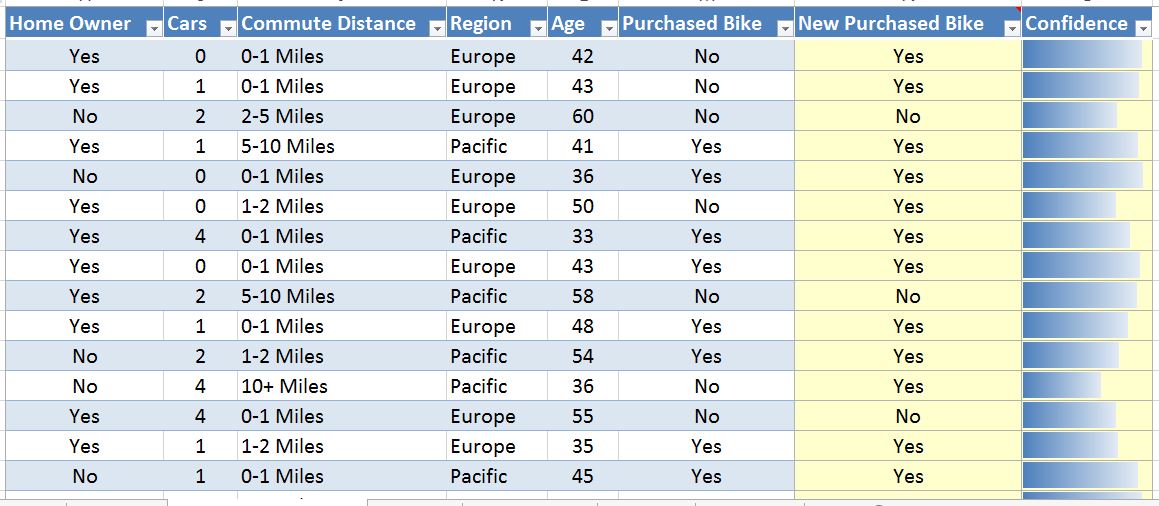 Home Owner Cars Commute Distance Region Age Purchased Bike New Purchased Bike Confidence
Yes 0 0-1 Miles Europe 42 No Yes
Yes 1 0-1 Miles Europe 43 No Yes
No 2 2-5 Miles Europe 60 No No
Yes 1 5-10 Miles Pacific 41 Yes Yes
No 0 0-1 Miles Europe 36 Yes Yes
Yes 0 1-2 Miles Europe 50 No Yes
Yes 4 0-1 Miles Pacific 33 Yes Yes
Yes 0 0-1 Miles Europe 43 Yes Yes
Yes 2 5-10 Miles Pacific 58 No No
Yes 1 0-1 Miles Europe 48 Yes Yes
No 2 1-2 Miles Pacific 54 Yes Yes
No 4 10+ Miles Pacific 36 No Yes
Yes 4 0-1 Miles Europe 55 No No
Yes 1 1-2 Miles Europe 35 Yes Yes
No 1 0-1 Miles Pacific 45 Yes Yes